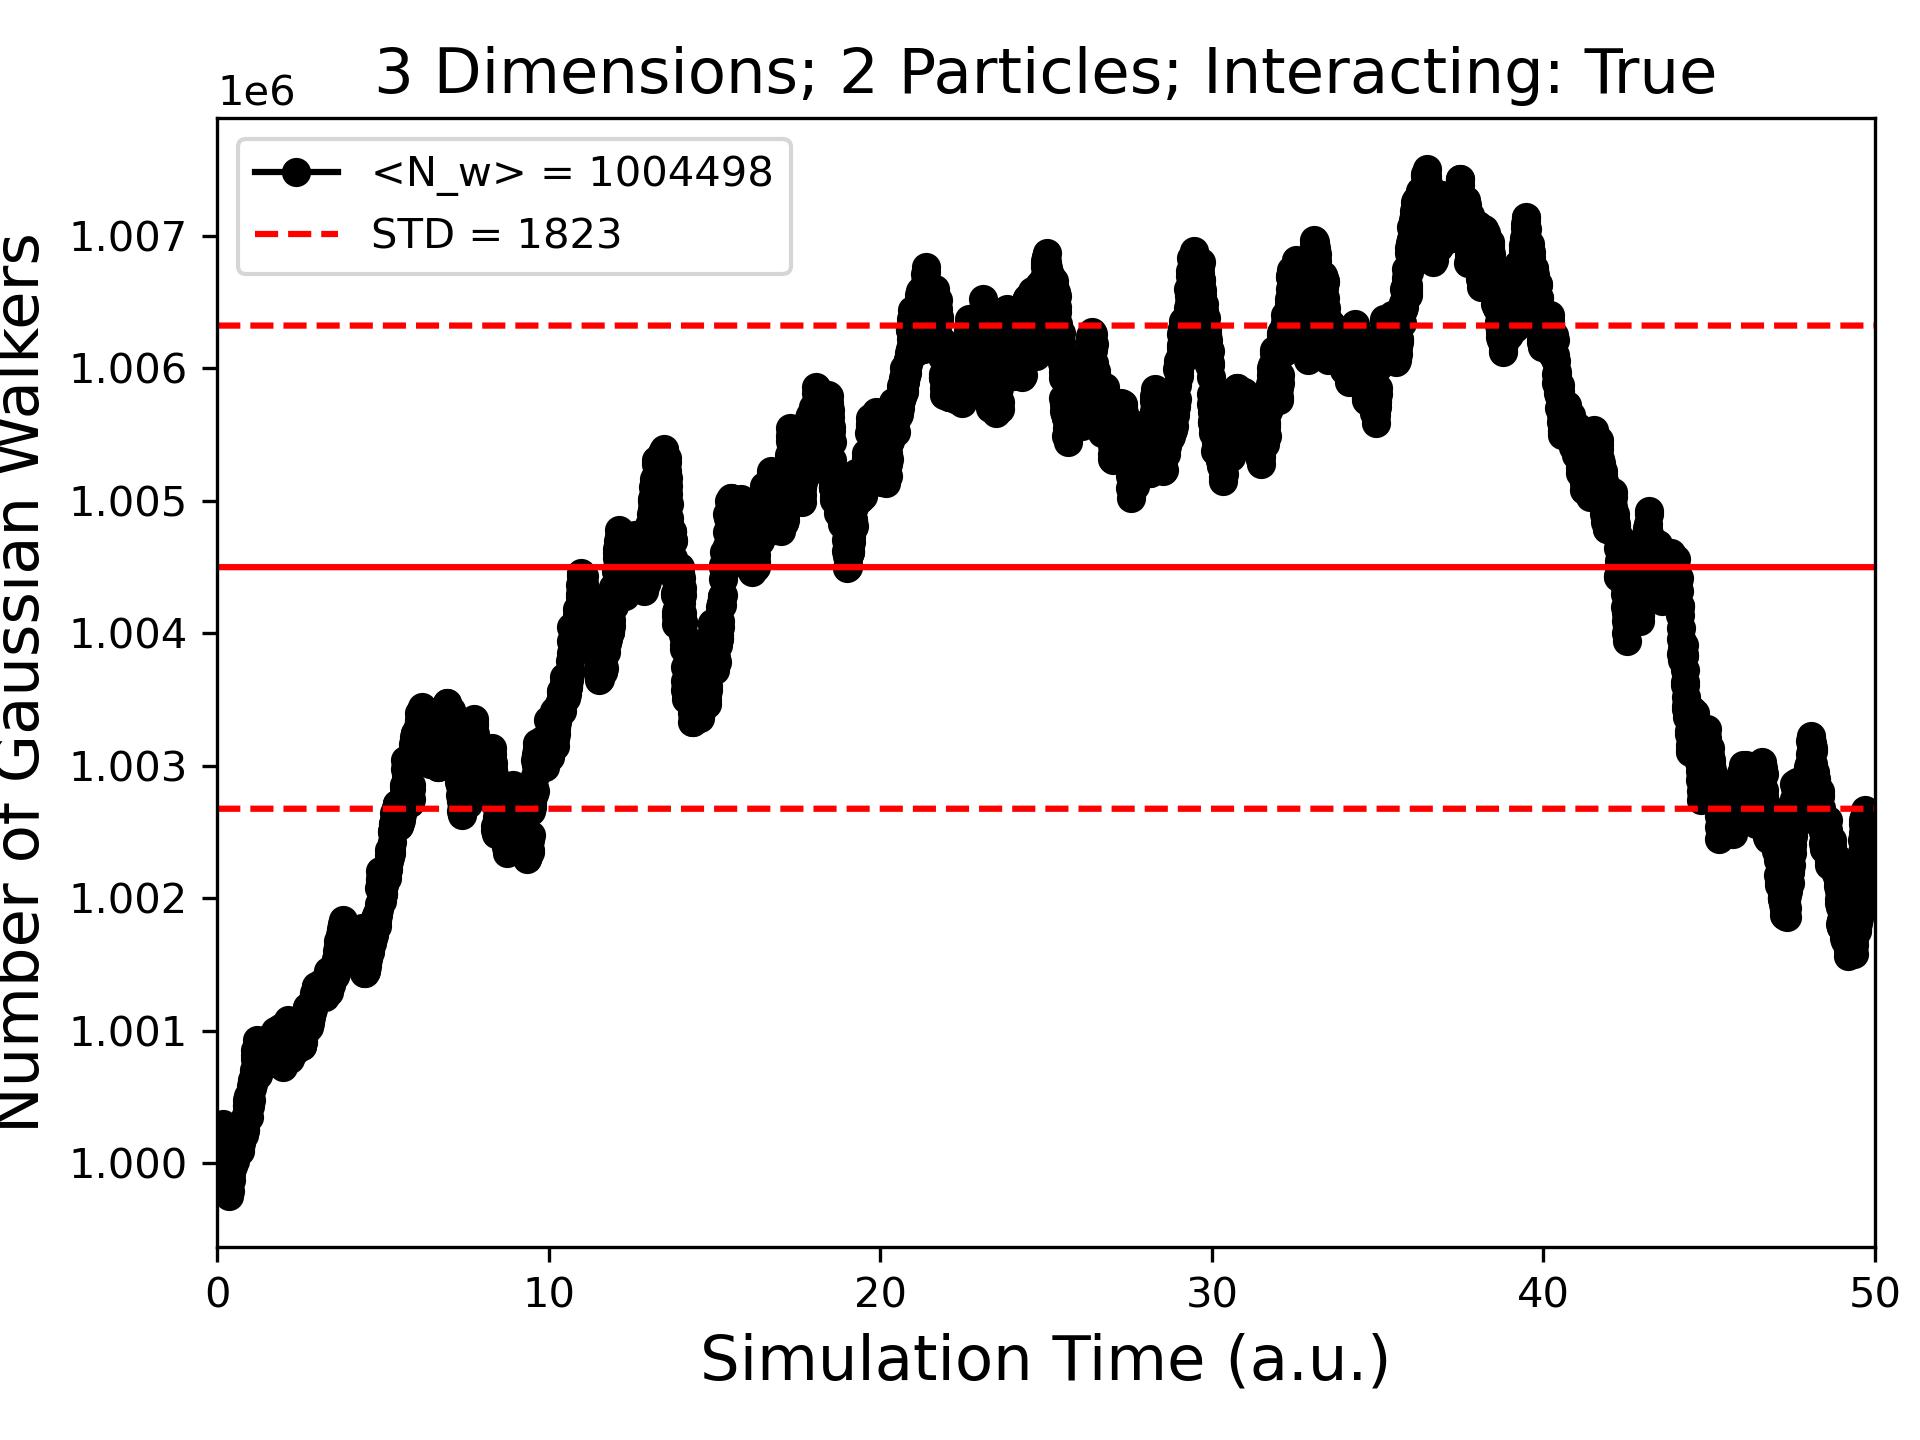 3 Dimensions; 2 Particles; Interacting: True
1e6
<N_w> = 1004498
STD = 1823
Number of Gaussian Walkers
1.007
1.006
1.005
1.004
1.003
1.002
1.001
1.000
0 10 20 30 40 50
Simulation Time (a.u.)